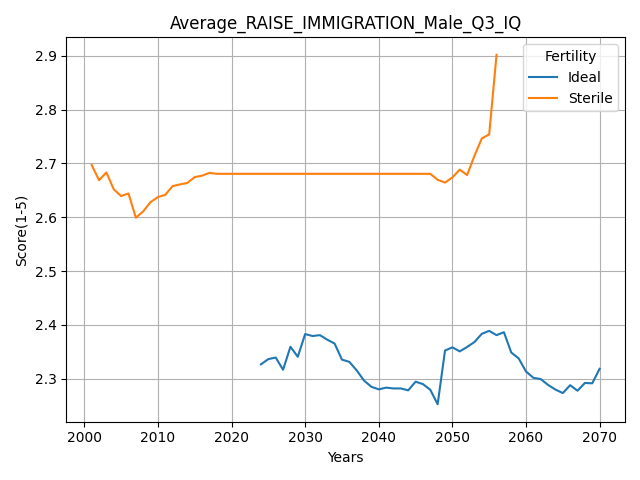 Average_RAISE_IMMIGRATION_Male_Q3_IQ
Fertility
Ideal
Sterile
Score(1-5)
2.9
2.8
2.7
2.6
2.5
2.4
2.3
2000 2010 2020 2030 2040 2050 2060 2070
Years